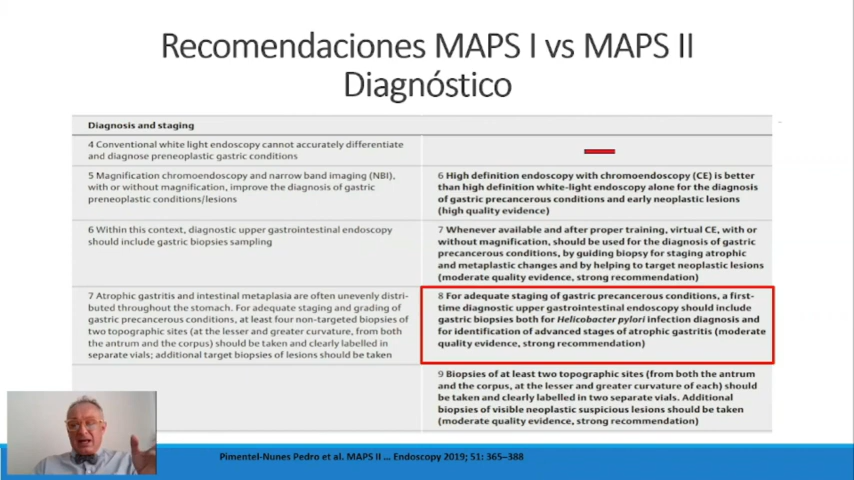 Recomendaciones MAPS I vs MAPS II
Diagnóstico
Diagnosis and staging
4 Conventional white light endoscopy cannot accurately differentiate
and diagnose preneoplastic gastric conditions
5 Magnification chromoendoscopy and narrow band imaging (NBI),
with or without magnification, improve the diagnosis of gastric
preneoplastic conditions/lesions
6 High definition endoscopy with chromoendoscopy (CE) is better
than high definition white-light endoscopy alone for the diagnosis
of gastric precancerous conditions and early neoplastic lesions
(high quality evidence)
6 Within this context, diagnostic upper gastrointestinal endoscopy
should include gastric biopsies sampling
7 Whenever available and after proper training, virtual CE, with or
without magnification, should be used for the diagnosis of gastric
precancerous conditions, by guiding biopsy for staging atrophic
and metaplastic changes and by helping to target neoplastic lesions
(moderate quality evidence, strong recommendation)
7 Atrophic gastritis and intestinal metaplasia are often unevenly distri-
buted throughout the stomach. For adequate staging and grading of
gastric precancerous conditions, at least four non-targeted biopsies of
two topographic sites (at the lesser and greater curvature, from both
the antrum and the corpus) should be taken and clearly labelled in
separate vials; additional target biopsies of lesions should be taken
8 For adequate staging of gastric precancerous conditions, a first-
time diagnostic upper gastrointestinal endoscopy should include
gastric biopsies both for Helicobacter pylori infection diagnosis and
for identification of advanced stages of atrophic gastritis (moderate
quality evidence, strong recommendation)
9 Biopsies of at least two topographic sites (from both the antrum
and the corpus, at the lesser and greater curvature of each) should
be taken and clearly labelled in two separate vials. Additional
biopsies of visible neoplastic suspicious lesions should be taken
(moderate quality evidence, strong recommendation)
Pimentel-Nunes Pedro et al. MAPS II ... Endoscopy 2019; 51: 365–388